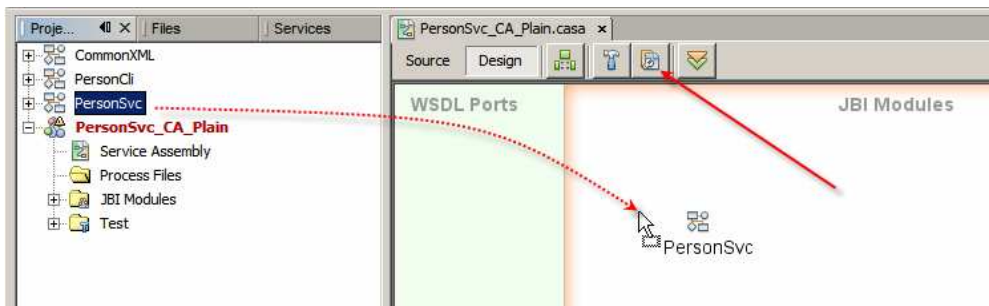 Proje...
Files
Services
CommonXML
PersonCli
PersonSvc
PersonSvc_CA_Plain
Service Assembly
Process Files
JBI Modules
Test
PersonSvc_CA_Plain.casa
Source Design
WSDL Ports
JBI Modules
PersonSvc